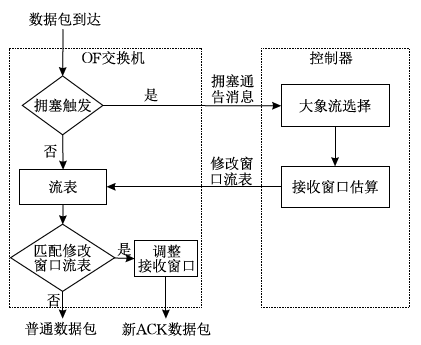 数据包到达
OF交换机
控制器
拥塞触发
是
拥塞通
告消息
大象流选择
否
修改窗
口流表
流表
接收窗口估算
匹配修改
窗口流表
是
调整
接收窗口
否
普通数据包
新ACK数据包